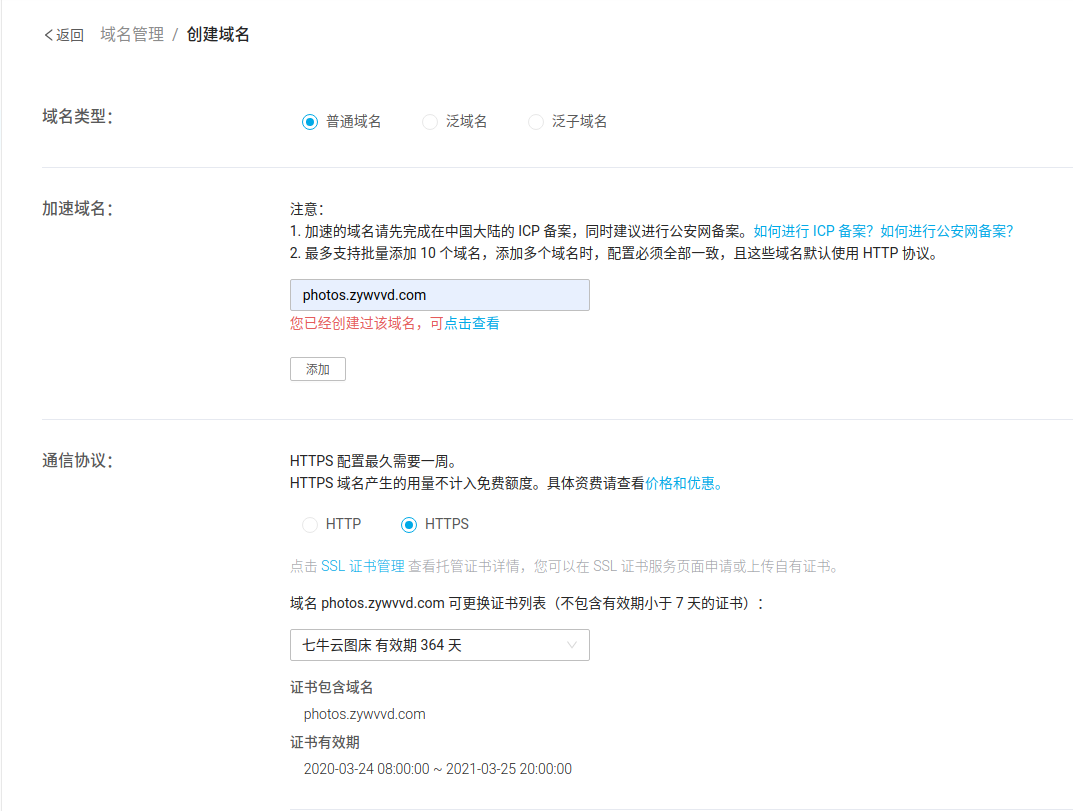 返回 域名管理 / 创建域名
域名类型：
普通域名 泛域名 泛子域名
加速域名：
注意：
1. 加速的域名请先完成在中国大陆的 ICP 备案，同时建议进行公安网备案。如何进行 ICP 备案？如何进行公安网备案？
2. 最多支持批量添加 10 个域名，添加多个域名时，配置必须全部一致，且这些域名默认使用 HTTP 协议。
photos.zywvvd.com
您已经创建过该域名，可点击查看
添加
通信协议：
HTTPS 配置最久需要一周。
HTTPS 域名产生的用量不计入免费额度。具体资费请查看价格和优惠。
HTTP HTTPS
点击 SSL 证书管理 查看托管证书详情，您可以在 SSL 证书服务页面申请或上传自有证书。
域名 photos.zywvvd.com 可更换证书列表（不包含有效期小于 7 天的证书）：
七牛云图床 有效期 364 天
证书包含域名
photos.zywvvd.com
证书有效期
2020-03-24 08:00:00 ~ 2021-03-25 20:00:00